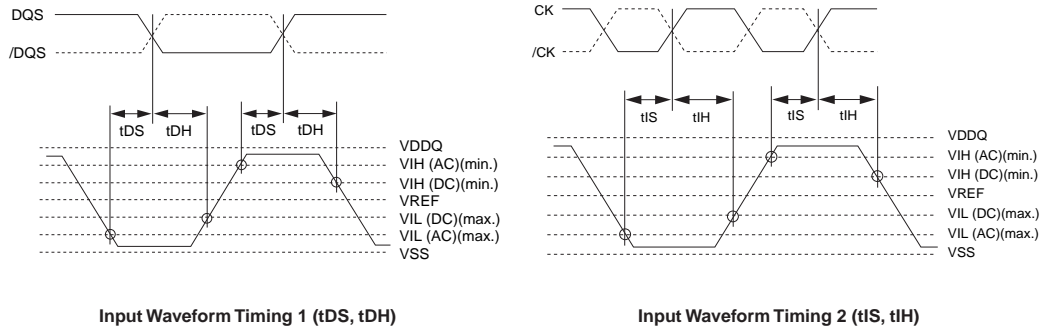 DQS
/DQS
tDS
tDH
tDS
tDH
VDDQ
VIH (AC)(min.)
VIH (DC)(min.)
VREF
VIL (DC)(max.)
VIL (AC)(max.)
VSS
Input Waveform Timing 1 (tDS, tDH)
CK
/CK
tIS
tIH
tIS
tIH
VDDQ
VIH (AC)(min.)
VIH (DC)(min.)
VREF
VIL (DC)(max.)
VIL (AC)(max.)
VSS
Input Waveform Timing 2 (tIS, tIH)